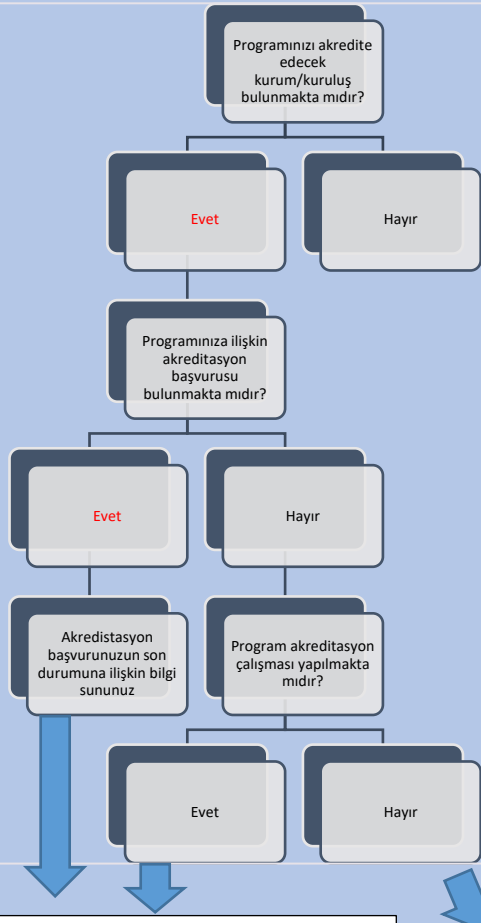 Programınızı akredite
edecek
kurum/kuruluş
bulunmakta mıdır?
Evet
Hayır
Programınıza ilişkin
akreditasyon
başvurusu
bulunmakta mıdır?
Evet
Hayır
Akredistasyon
başvurunuzun son
durumuna ilişkin bilgi
sununuz
Program akreditasyon
çalışması yapılmakta
mıdır?
Evet
Hayır